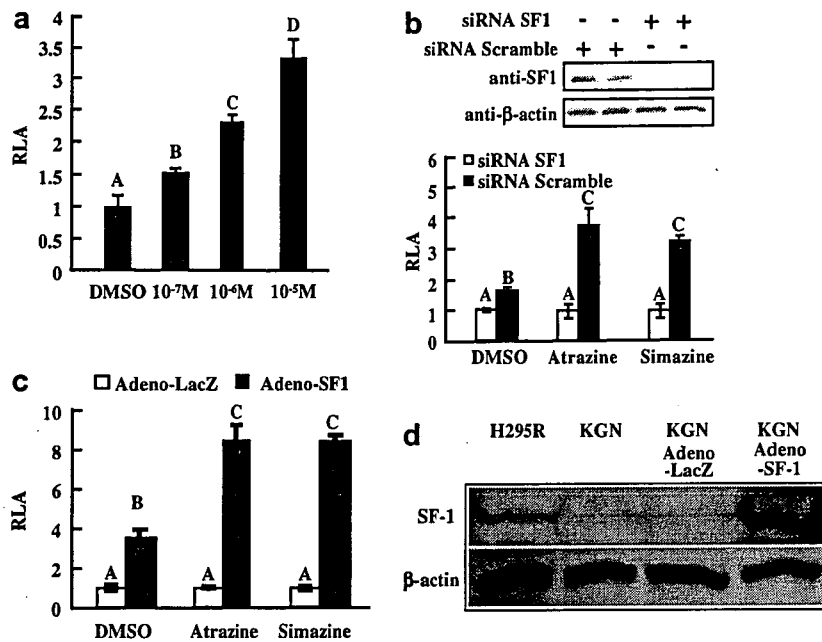 a
4
3.5
3
2.5
2
1.5
1
0.5
0
RLA
A
B
C
D
DMSO 10⁻⁷M 10⁻⁶M 10⁻⁵M
b
siRNA SF1 - - + +
siRNA Scramble + + - -
anti-SF1
anti-β-actin
6
5
4
3
2
1
0
RLA
siRNA SF1
siRNA Scramble
A B A C A C
DMSO Atrazine Simazine
c
Adeno-LacZ Adeno-SF1
10
8
6
4
2
0
RLA
A B A C A C
DMSO Atrazine Simazine
d
H295R KGN KGN Adeno -LacZ KGN Adeno -SF-1
SF-1
β-actin